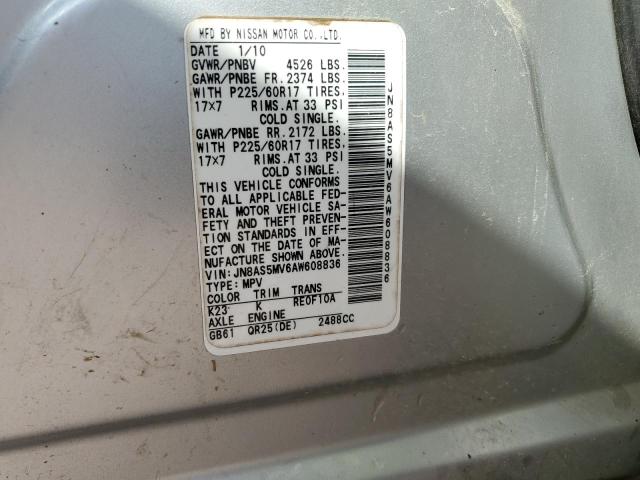 MFD BY NISSAN MOTOR CO.,LTD.
DATE 1/10
GVWR/PNBV 4526 LBS.
GAWR/PNBE FR. 2374 LBS.
WITH P225/60R17 TIRES.
17×7 RIMS.AT 33 PSI
COLD SINGLE.
GAWR/PNBE RR. 2172 LBS.
WITH P225/60R17 TIRES.
17×7 RIMS.AT 33 PSI
COLD SINGLE.
THIS VEHICLE CONFORMS
TO ALL APPLICABLE FED-
ERAL MOTOR VEHICLE SA-
FETY AND THEFT PREVEN-
TION STANDARDS IN EFF-
ECT ON THE DATE OF MA-
NUFACTURE SHOWN ABOVE.
VIN:JN8AS5MV6AW608836
TYPE:MPV
COLOR TRIM TRANS
K23 K RE0F10A
AXLE ENGINE
GB61 QR25(DE) 2488CC
JN8AS5MV6AW608836